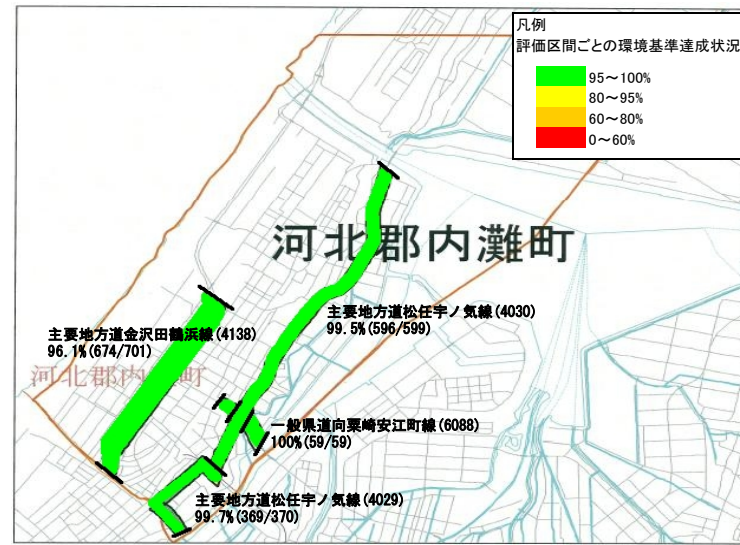 凡例
評価区間ごとの環境基準達成状況
95～100%
80～95%
60～80%
0～60%
河北郡内灘町
主要地方道松任宇ノ気線(4030)
99.5%(596/599)
主要地方道金沢田鶴浜線(4138)
96.1%(674/701)
河北郡内灘町
一般県道向粟崎安江町線(6088)
100%(59/59)
主要地方道松任宇ノ気線(4029)
99.7%(369/370)